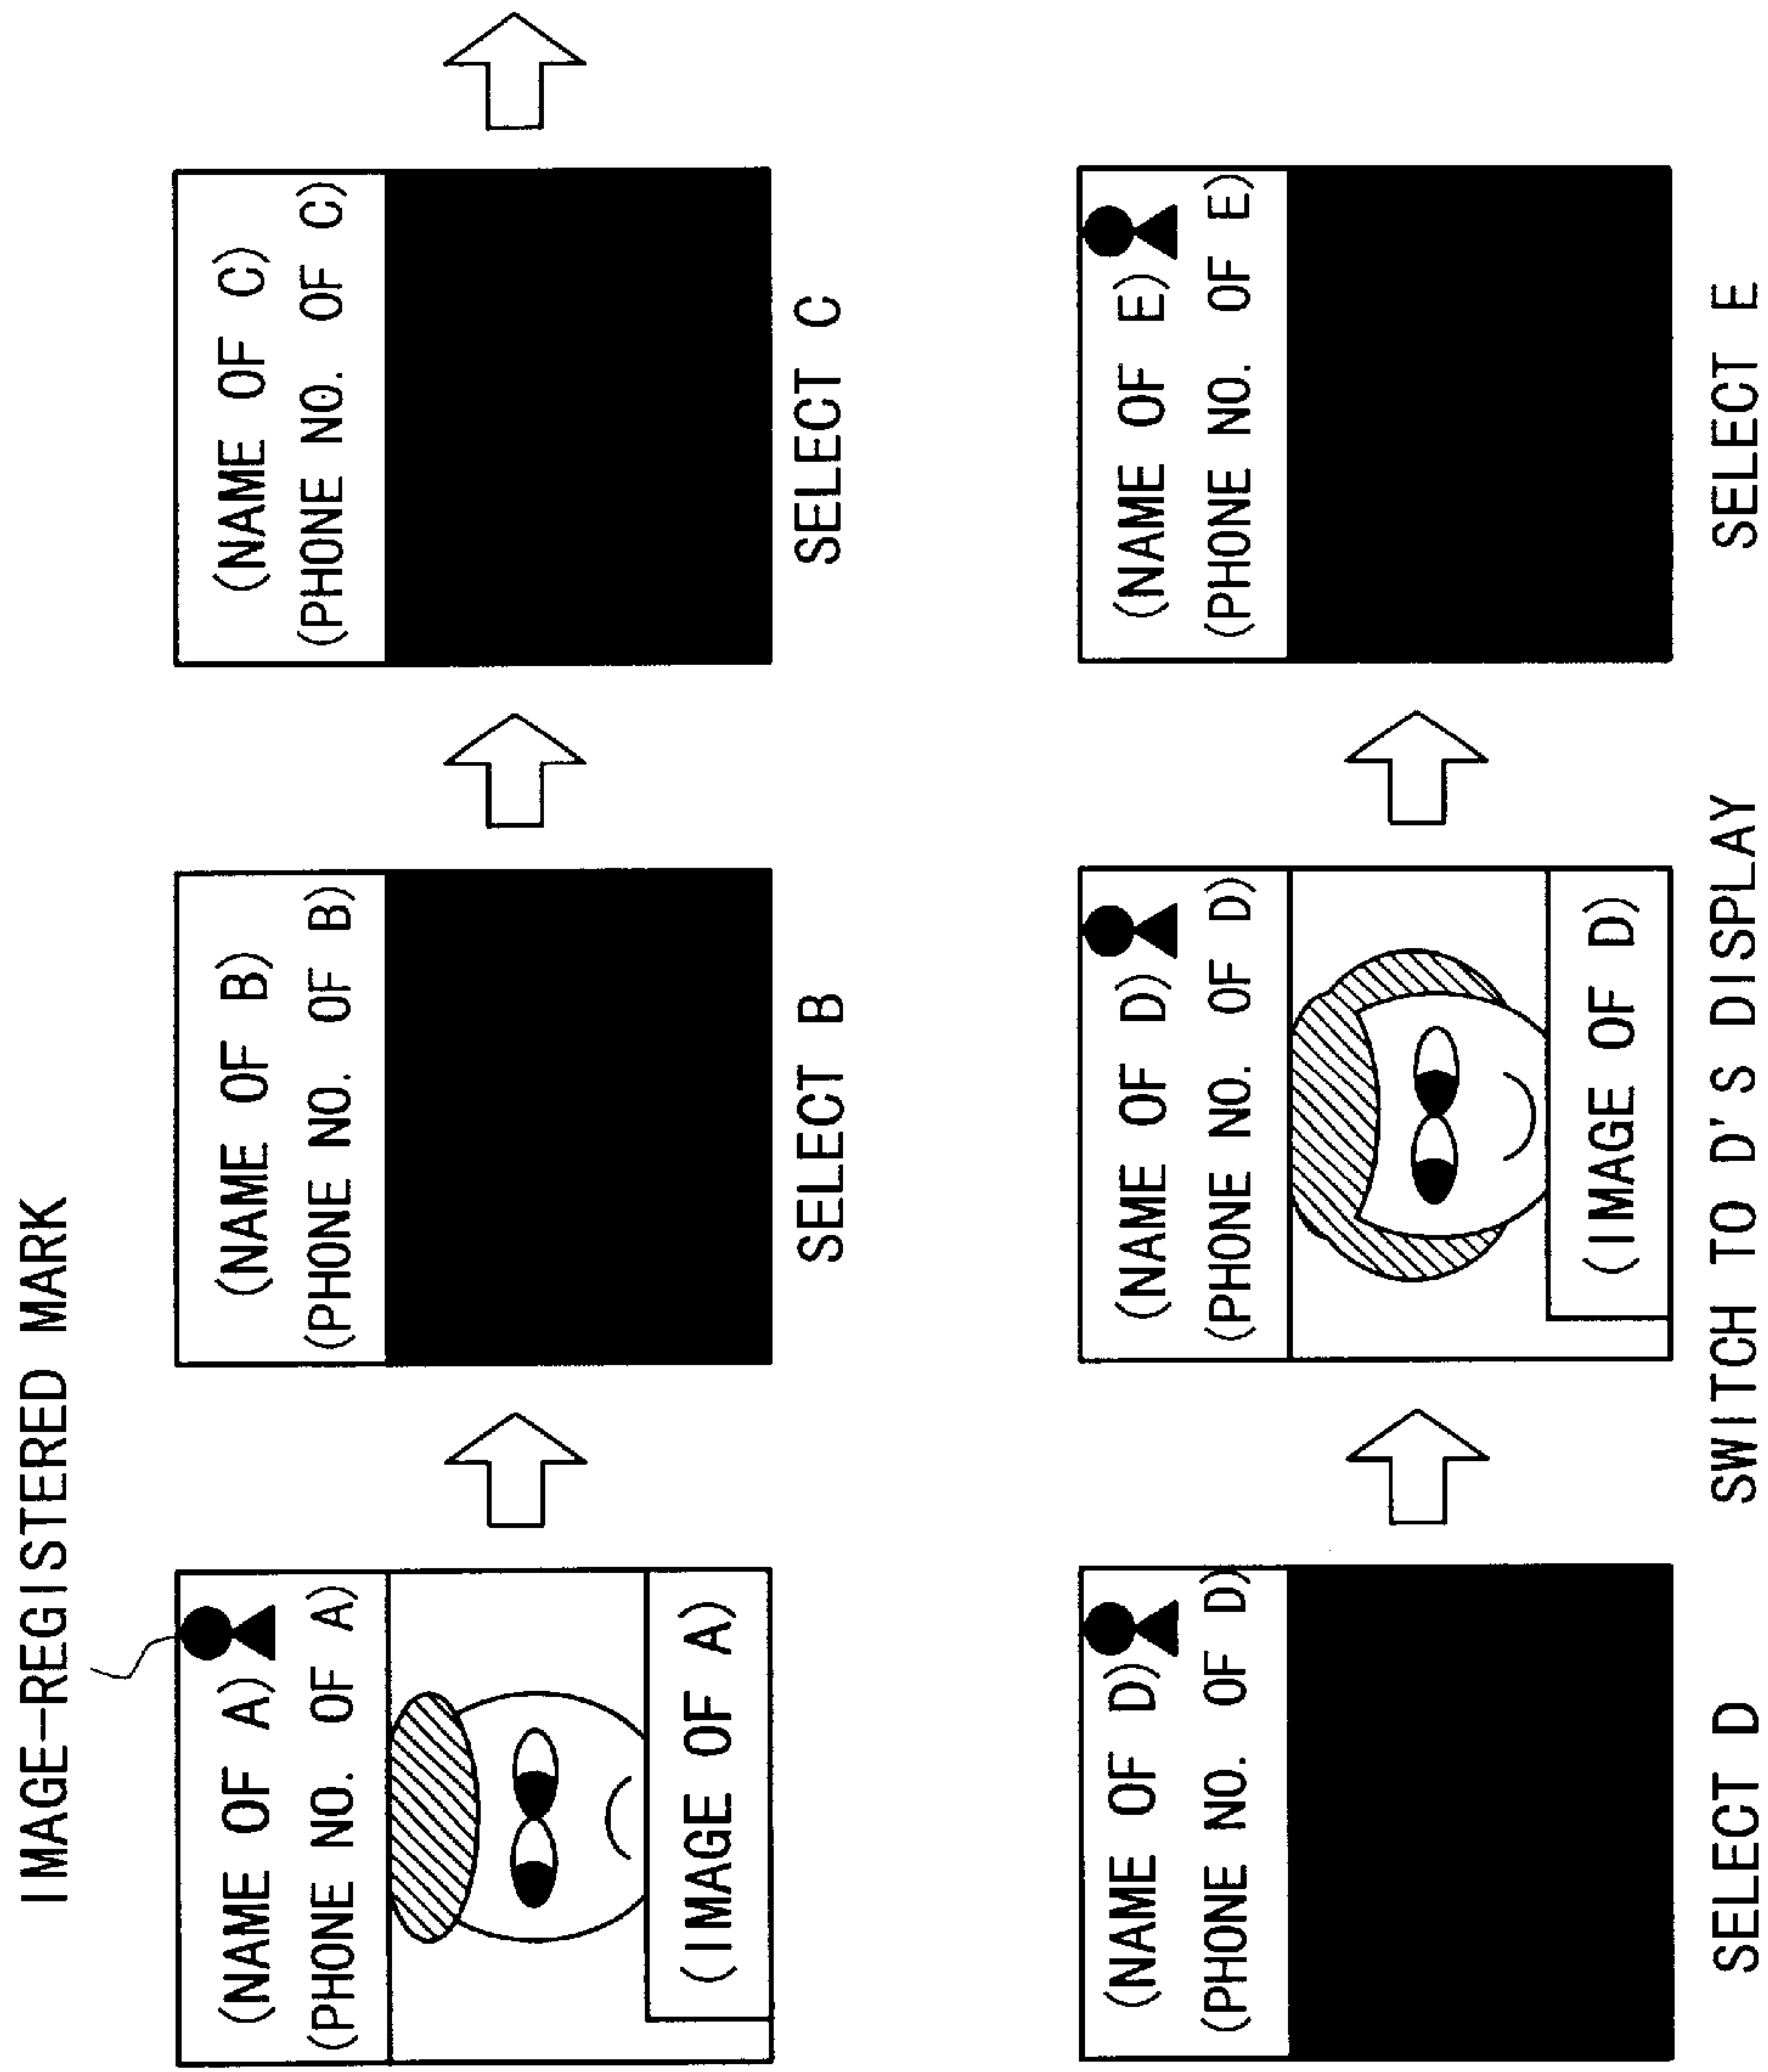 IMAGE-REGISTERED MARK
(NAME OF A)
(PHONE NO. OF A)
(IMAGE OF A)
(NAME OF B)
(PHONE NO. OF B)
SELECT B
(NAME OF C)
(PHONE NO. OF C)
SELECT C
(NAME OF D)
(PHONE NO. OF D)
SELECT D
(NAME OF D)
(PHONE NO. OF D)
(IMAGE OF D)
SWITCH TO D'S DISPLAY
(NAME OF E)
(PHONE NO. OF E)
SELECT E